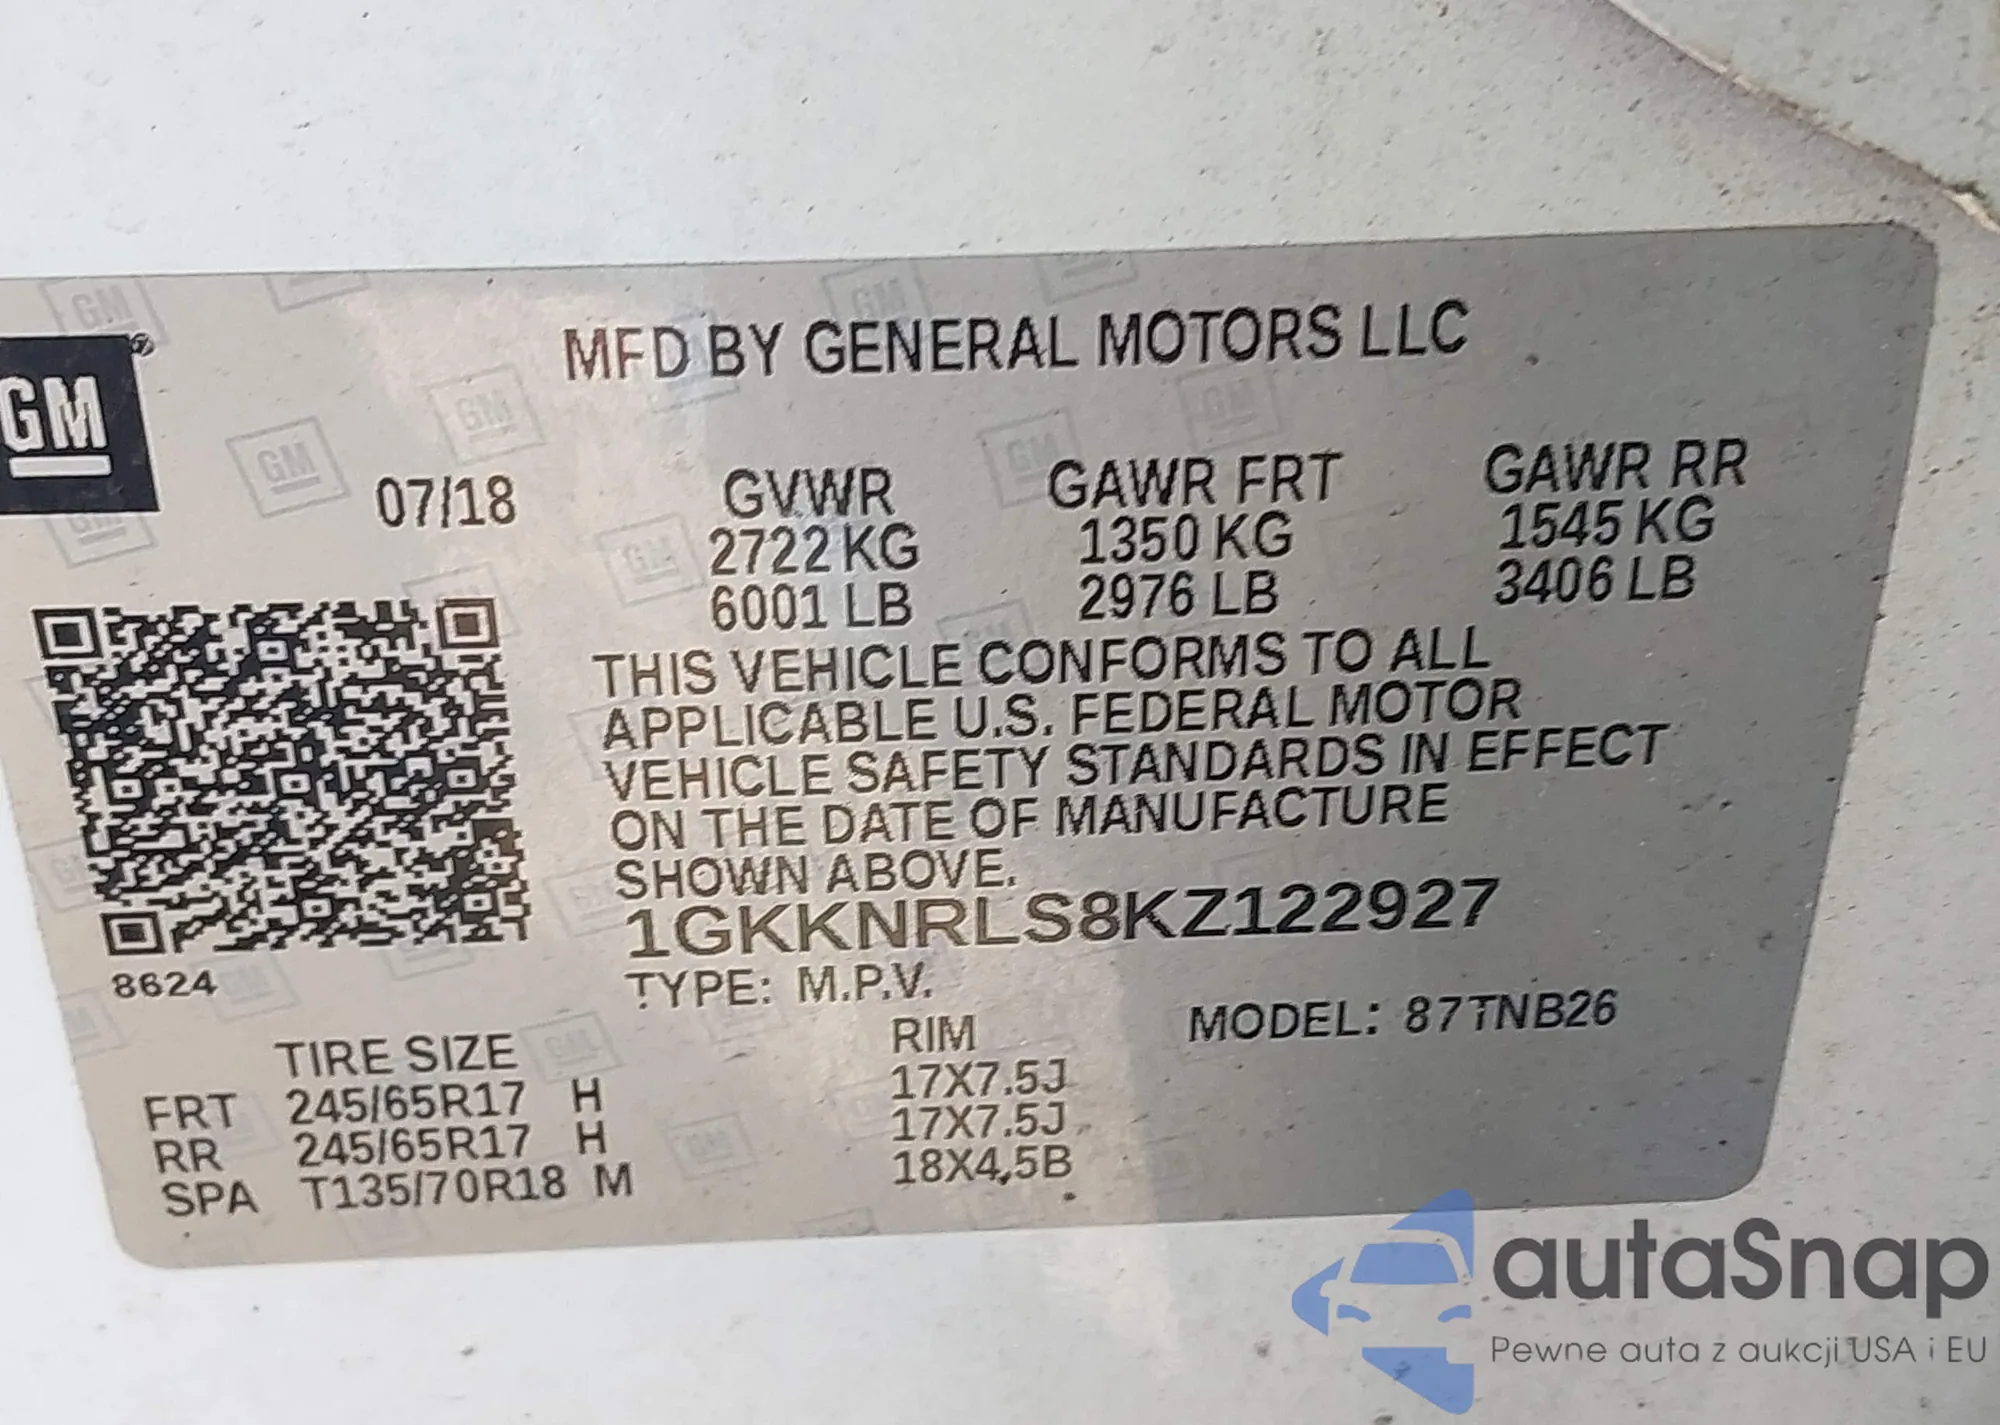 MFD BY GENERAL MOTORS LLC
GM
07/18
GVWR GAWR FRT GAWR RR
2722 KG 1350 KG 1545 KG
6001 LB 2976 LB 3406 LB
THIS VEHICLE CONFORMS TO ALL
APPLICABLE U.S. FEDERAL MOTOR
VEHICLE SAFETY STANDARDS IN EFFECT
ON THE DATE OF MANUFACTURE
SHOWN ABOVE.
1GKKNRLS8KZ122927
8624
TYPE: M.P.V.
MODEL: 87TNB26
TIRE SIZE RIM
FRT 245/65R17 H 17X7.5J
RR 245/65R17 H 17X7.5J
SPA T135/70R18 M 18X4.5B
autaSnap
Pewne auta z aukcji USA i EU